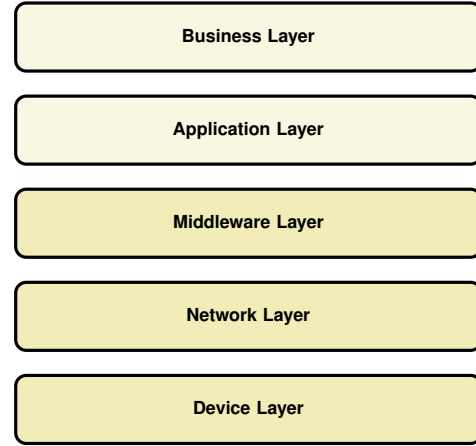 Business Layer
Application Layer
Middleware Layer
Network Layer
Device Layer